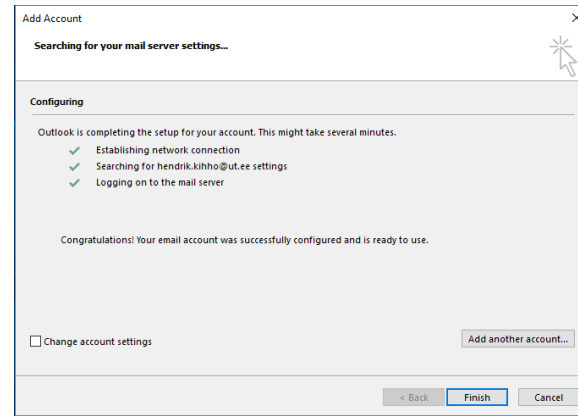 Add Account
Searching for your mail server settings...
Configuring
Outlook is completing the setup for your account. This might take several minutes.
Establishing network connection
Searching for hendrik.kihho@ut.ee settings
Logging on to the mail server
Congratulations! Your email account was successfully configured and is ready to use.
Change account settings
Add another account...
< Back
Finish
Cancel